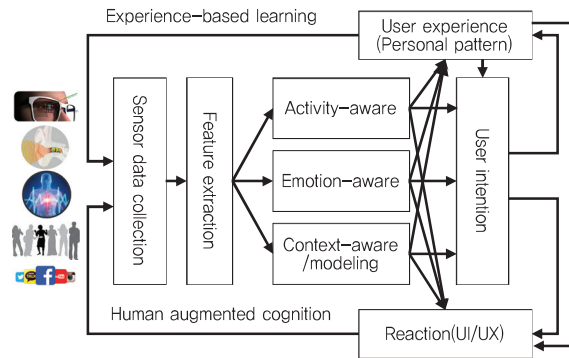 Experience-based learning
User experience
(Personal pattern)
Sensor data
collection
Feature extraction
Activity-aware
Emotion-aware
Context-aware
/modeling
User intention
Human augmented cognition
Reaction(UI/UX)